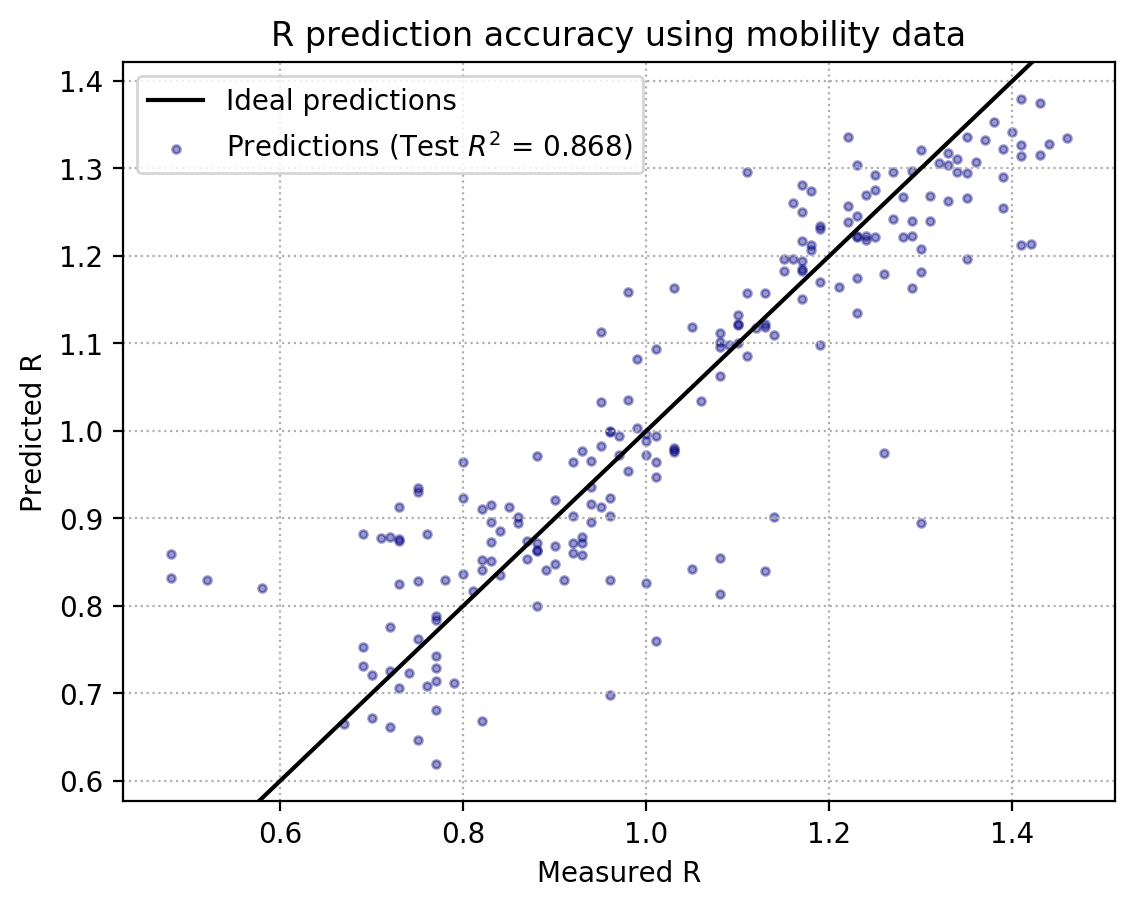 R prediction accuracy using mobility data
Ideal predictions
Predictions (Test R² = 0.868)
Predicted R
1.4
1.3
1.2
1.1
1.0
0.9
0.8
0.7
0.6
0.6 0.8 1.0 1.2 1.4
Measured R